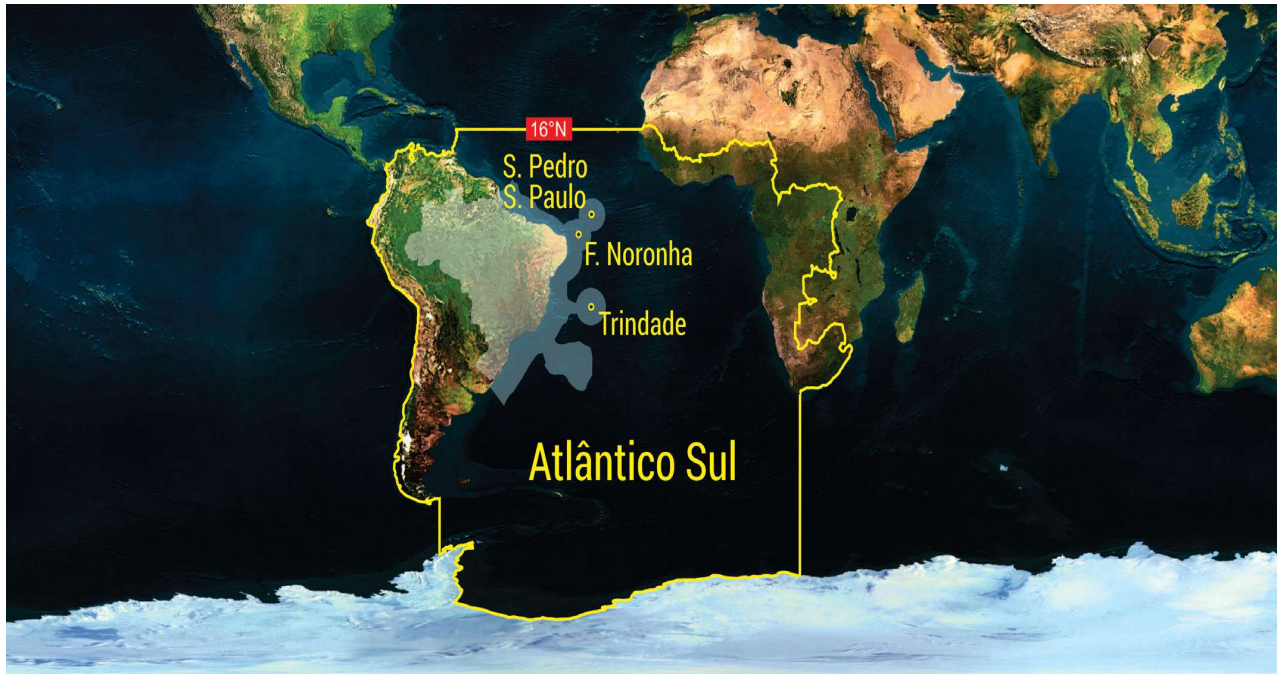 16°N
S. Pedro
S. Paulo
F. Noronha
Trindade
Atlântico Sul